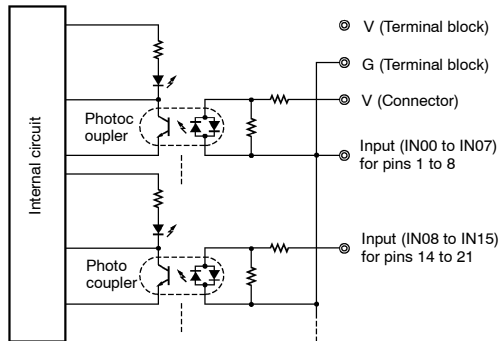 Internal circuit
V (Terminal block)
G (Terminal block)
V (Connector)
Photoc
oupler
Input (IN00 to IN07)
for pins 1 to 8
Input (IN08 to IN15)
for pins 14 to 21
Photo
coupler